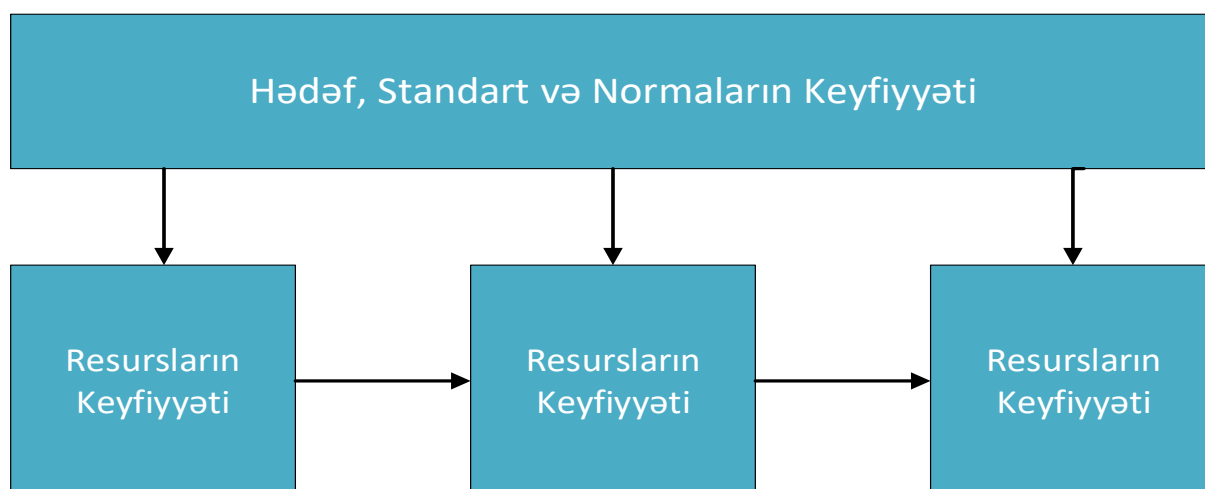 Hədəf, Standart və Normaların Keyfiyyəti
Resursların
Keyfiyyəti
Resursların
Keyfiyyəti
Resursların
Keyfiyyəti